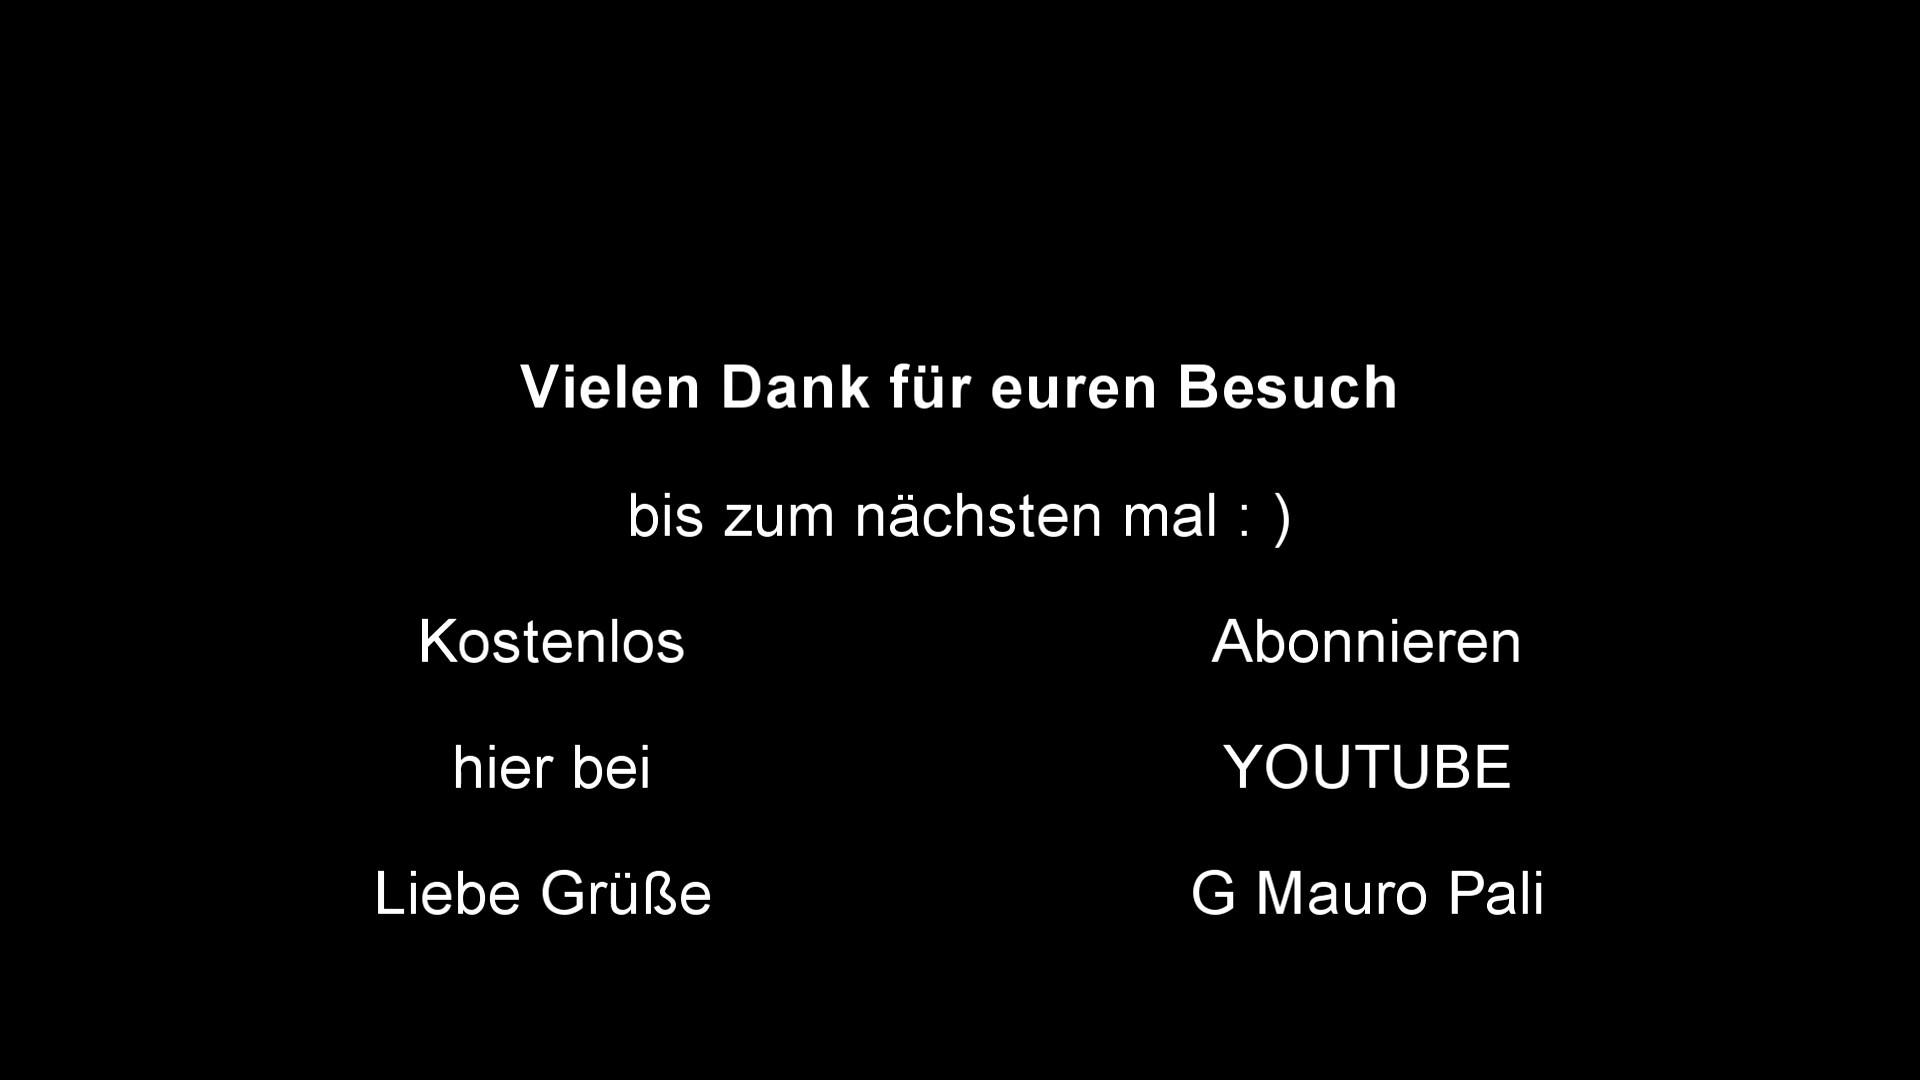 Vielen Dank für euren Besuch
bis zum nächsten mal : )
Kostenlos Abonnieren
hier bei YOUTUBE
Liebe Grüße G Mauro Pali